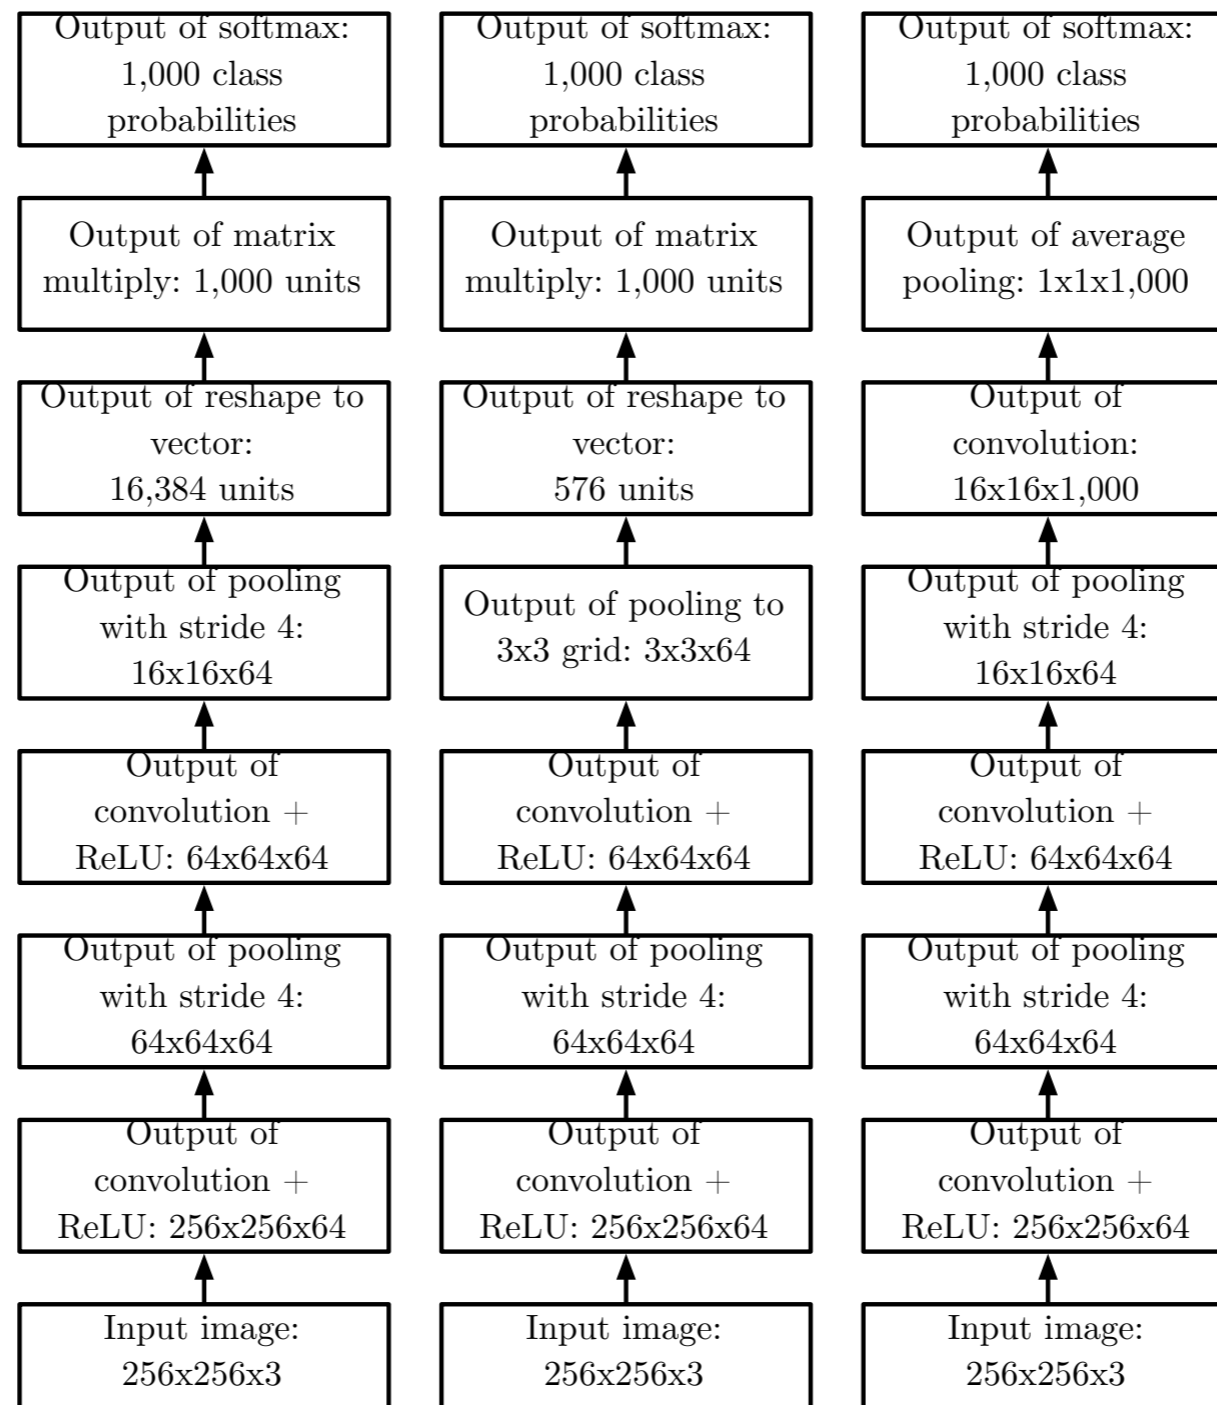 Output of softmax:
1,000 class
probabilities
Output of matrix
multiply: 1,000 units
Output of reshape to
vector:
16,384 units
Output of pooling
with stride 4:
16x16x64
Output of
convolution +
ReLU: 64x64x64
Output of pooling
with stride 4:
64x64x64
Output of
convolution +
ReLU: 256x256x64
Input image:
256x256x3
Output of softmax:
1,000 class
probabilities
Output of matrix
multiply: 1,000 units
Output of reshape to
vector:
576 units
Output of pooling to
3x3 grid: 3x3x64
Output of
convolution +
ReLU: 64x64x64
Output of pooling
with stride 4:
64x64x64
Output of
convolution +
ReLU: 256x256x64
Input image:
256x256x3
Output of softmax:
1,000 class
probabilities
Output of average
pooling: 1x1x1,000
Output of
convolution:
16x16x1,000
Output of pooling
with stride 4:
16x16x64
Output of
convolution +
ReLU: 64x64x64
Output of pooling
with stride 4:
64x64x64
Output of
convolution +
ReLU: 256x256x64
Input image:
256x256x3